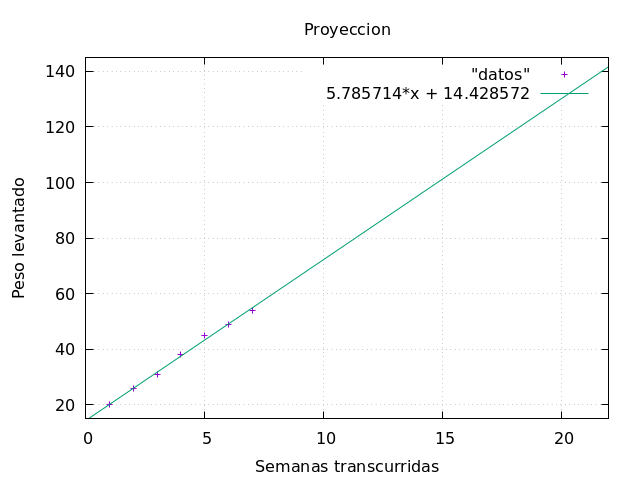 Proyeccion
"datos"
5.785714*x + 14.428572
140
120
100
80
60
40
20
Peso levantado
0 5 10 15 20
Semanas transcurridas